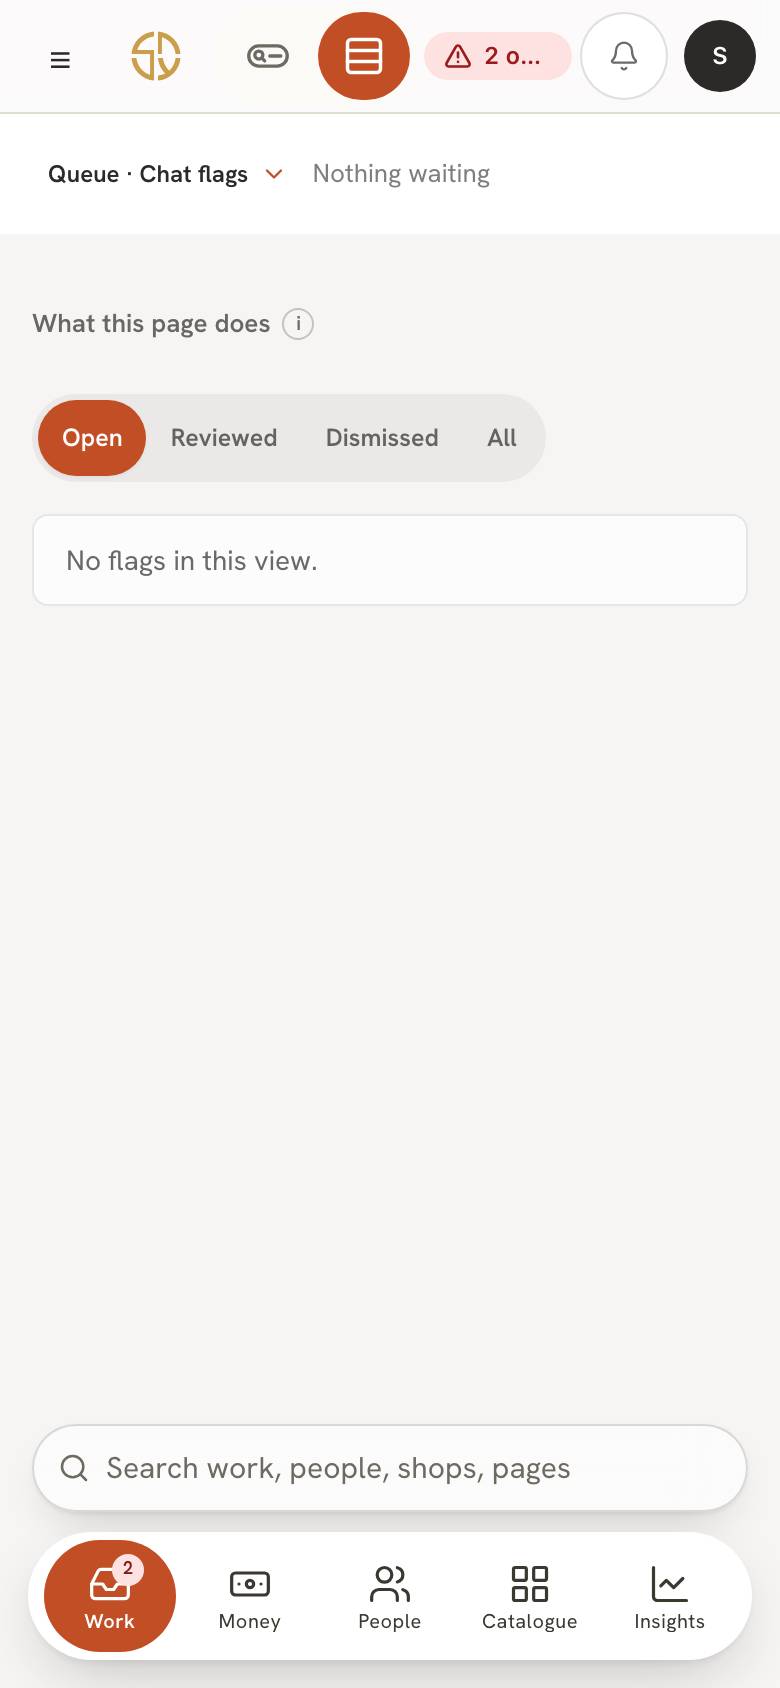 2 o...
S
Queue · Chat flags
Nothing waiting
What this page does
i
Open
Reviewed
Dismissed
All
No flags in this view.
Search work, people, shops, pages
2
Work
Money
People
Catalogue
Insights